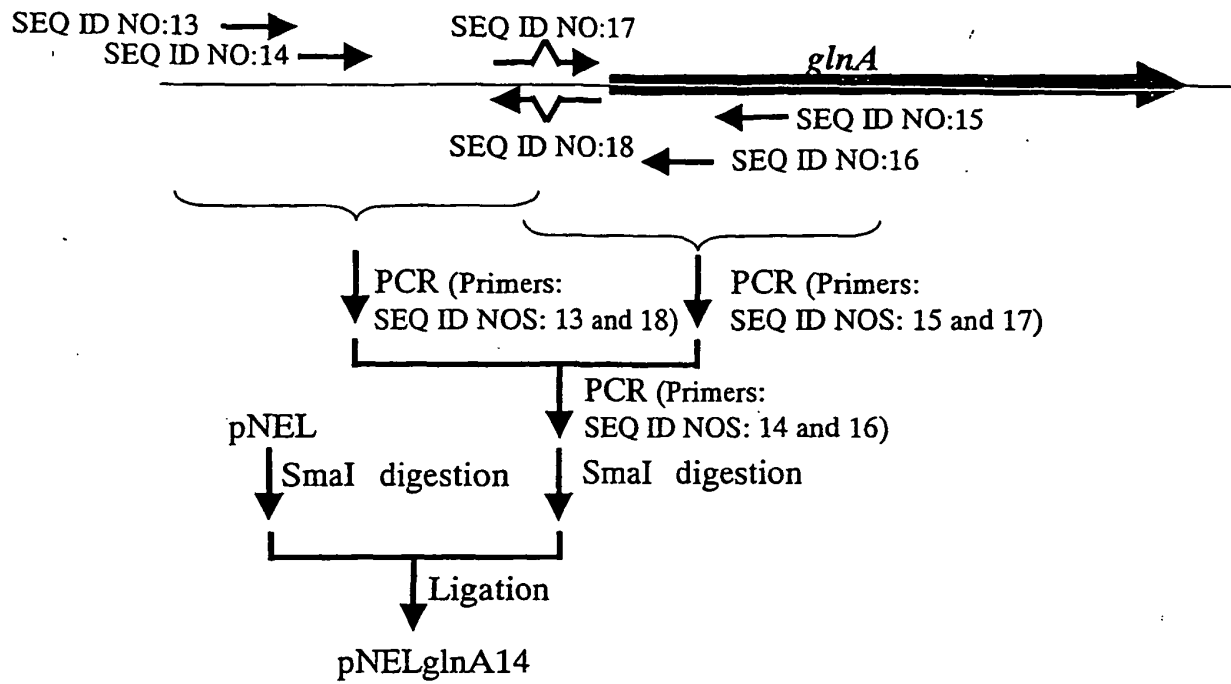 SEQ ID NO:13
SEQ ID NO:14
SEQ ID NO:17
glnA
SEQ ID NO:15
SEQ ID NO:18
SEQ ID NO:16
PCR (Primers:
SEQ ID NOS: 13 and 18)
PCR (Primers:
SEQ ID NOS: 15 and 17)
PCR (Primers:
SEQ ID NOS: 14 and 16)
pNEL
SmaI digestion
SmaI digestion
Ligation
pNELglnA14